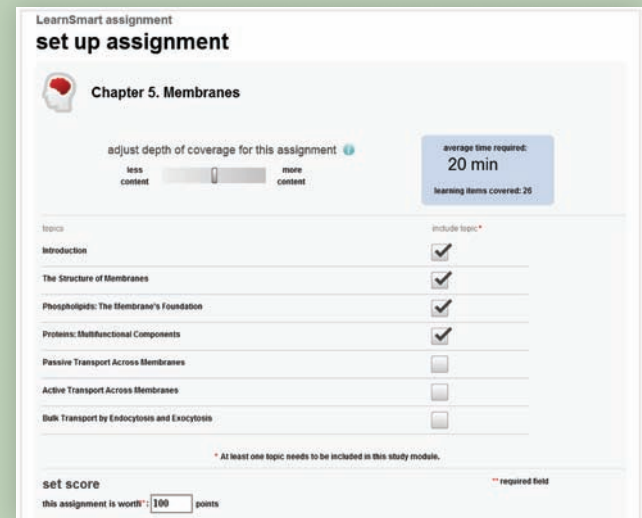 LearnSmart assignment
set up assignment
Chapter 5. Membranes
adjust depth of coverage for this assignment
less content
more content
average time required:
20 min
learning items covered: 26
topics
include topic*
Introduction
The Structure of Membranes
Phospholipids: The Membrane's Foundation
Proteins: Multifunctional Components
Passive Transport Across Membranes
Active Transport Across Membranes
Bulk Transport by Endocytosis and Exocytosis
* At least one topic needs to be included in this study module.
set score
** required field
this assignment is worth*: 100 points